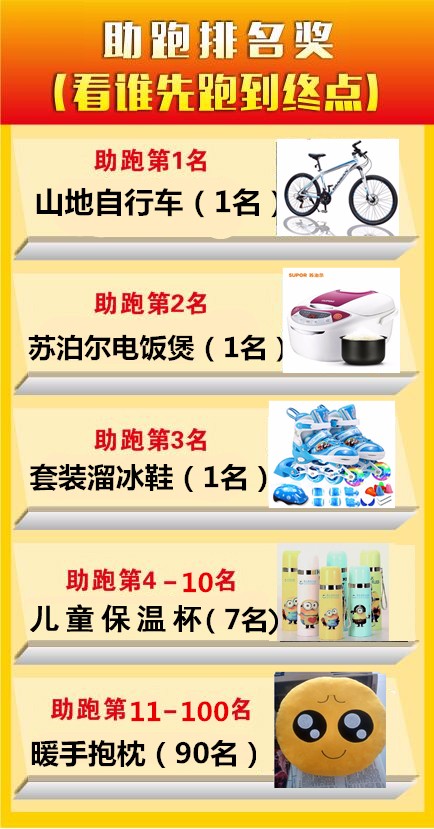 助跑排名奖
(看谁先跑到终点)
助跑第1名
山地自行车（1名）
SUPOR 苏泊尔
助跑第2名
苏泊尔电饭煲（1名）
助跑第3名
套装溜冰鞋（1名）
助跑第4-10名
儿童保温杯(7名)
助跑第11-100名
暖手抱枕（90名）